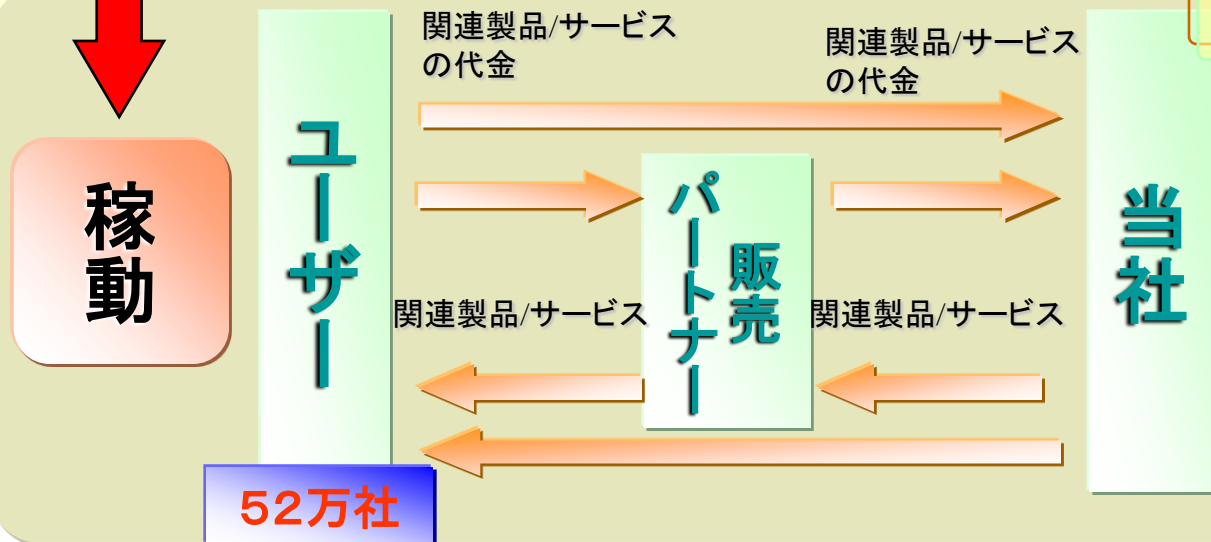 関連製品/サービス
の代金
関連製品/サービス
の代金
稼動
ユーザー
販売
パートナー
当社
関連製品/サービス
関連製品/サービス
52万社